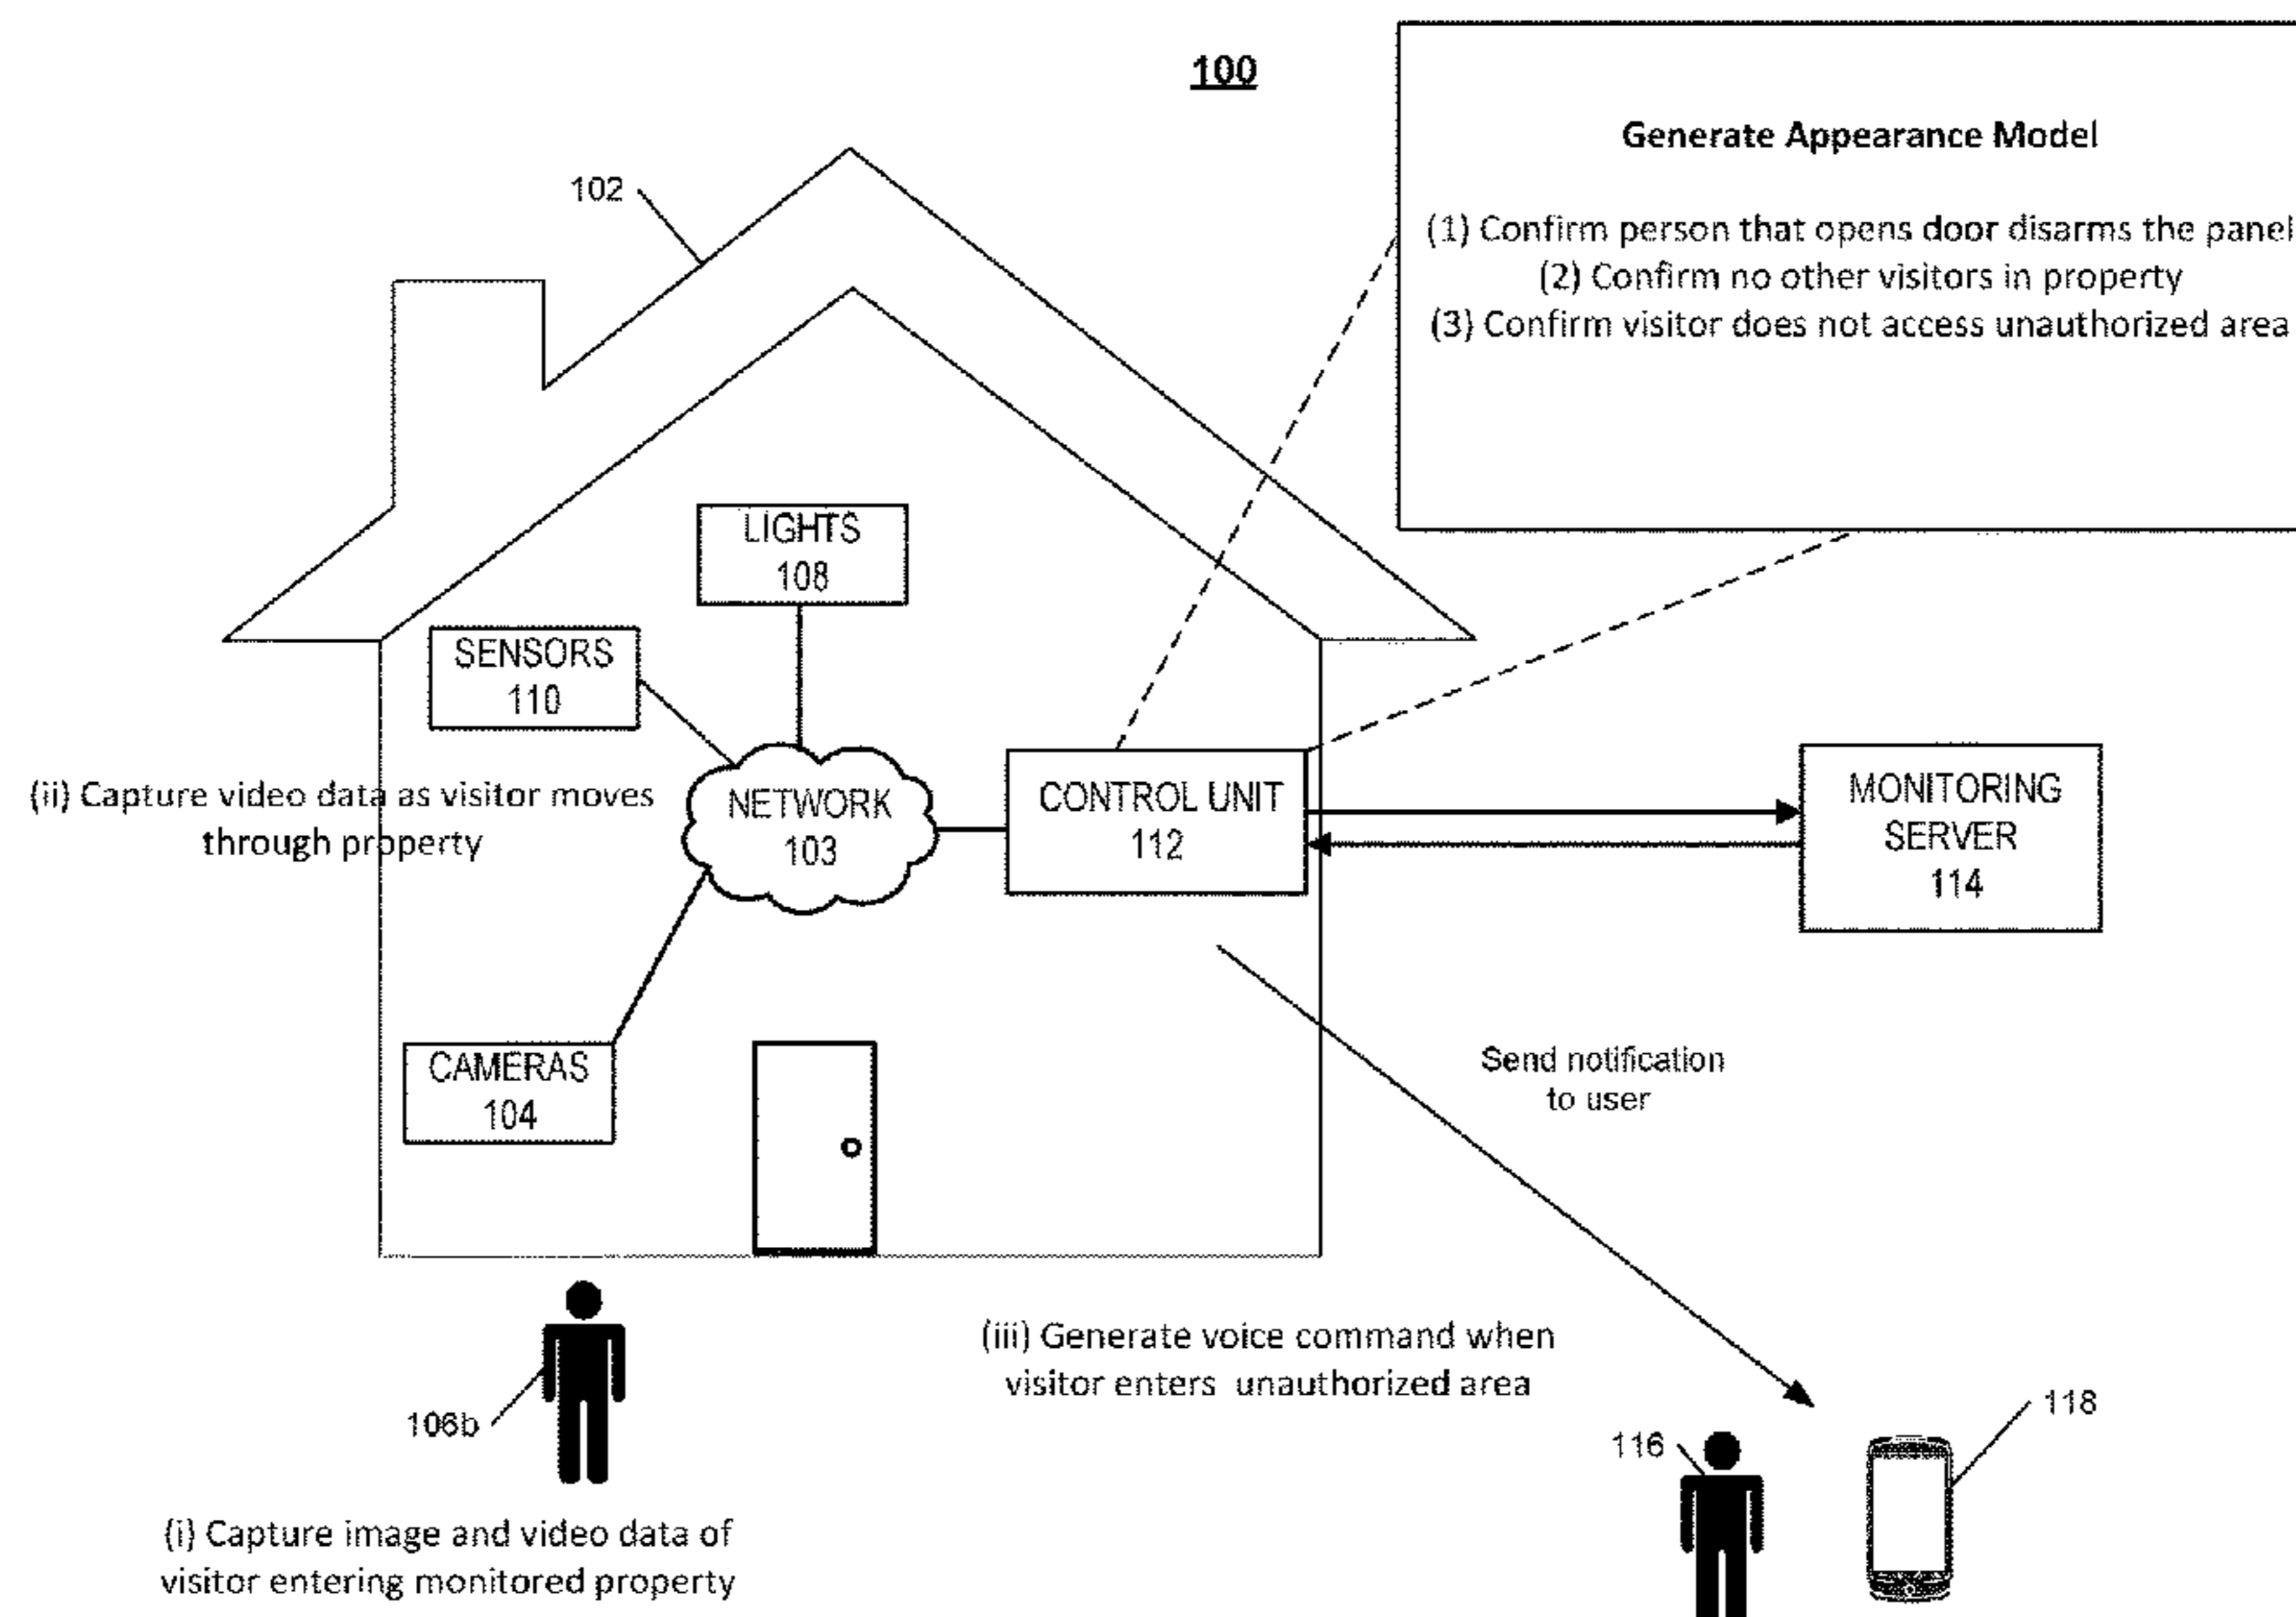 100
Generate Appearance Model
(1) Confirm person that opens door disarms the panel
(2) Confirm no other visitors in property
(3) Confirm visitor does not access unauthorized area
102
LIGHTS
108
SENSORS
110
(ii) Capture video data as visitor moves
through property
NETWORK
103
CONTROL UNIT
112
MONITORING
SERVER
114
CAMERAS
104
Send notification
to user
(iii) Generate voice command when
visitor enters unauthorized area
106b
116
118
(i) Capture image and video data of
visitor entering monitored property